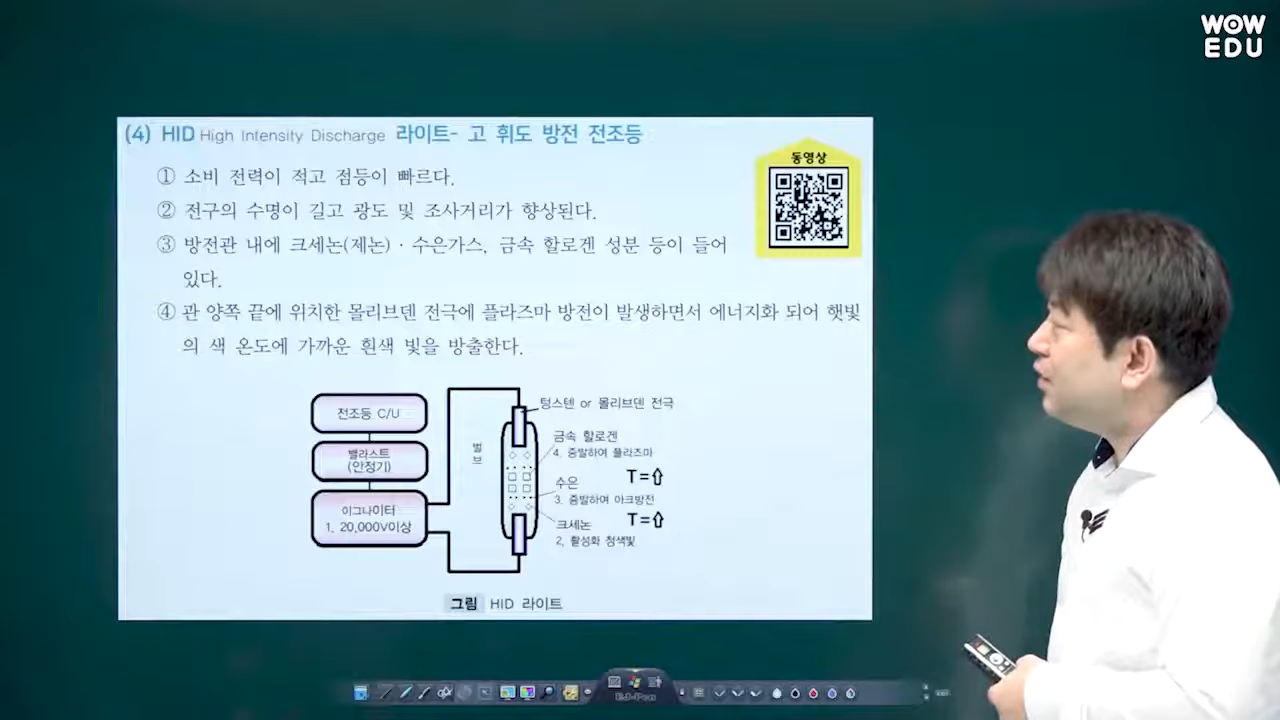 WOW
EDU
(4) HID High Intensity Discharge 라이트- 고 휘도 방전 전조등
동영상
① 소비 전력이 적고 점등이 빠르다.
② 전구의 수명이 길고 광도 및 조사거리가 향상된다.
③ 방전관 내에 크세논(제논) · 수은가스, 금속 할로겐 성분 등이 들어
있다.
④ 관 양쪽 끝에 위치한 몰리브덴 전극에 플라즈마 방전이 발생하면서 에너지화 되어 햇빛
의 색 온도에 가까운 흰색 빛을 방출한다.
전조등 C/U
밸라스트
(안정기)
이그나이터
1. 20,000V이상
벌브
텅스텐 or 몰리브덴 전극
금속 할로겐
4. 증발하여 플라즈마
T=⇧
수은
3. 증발하여 아크방전
T=⇧
크세논
2, 활성화 청색빛
그림 HID 라이트